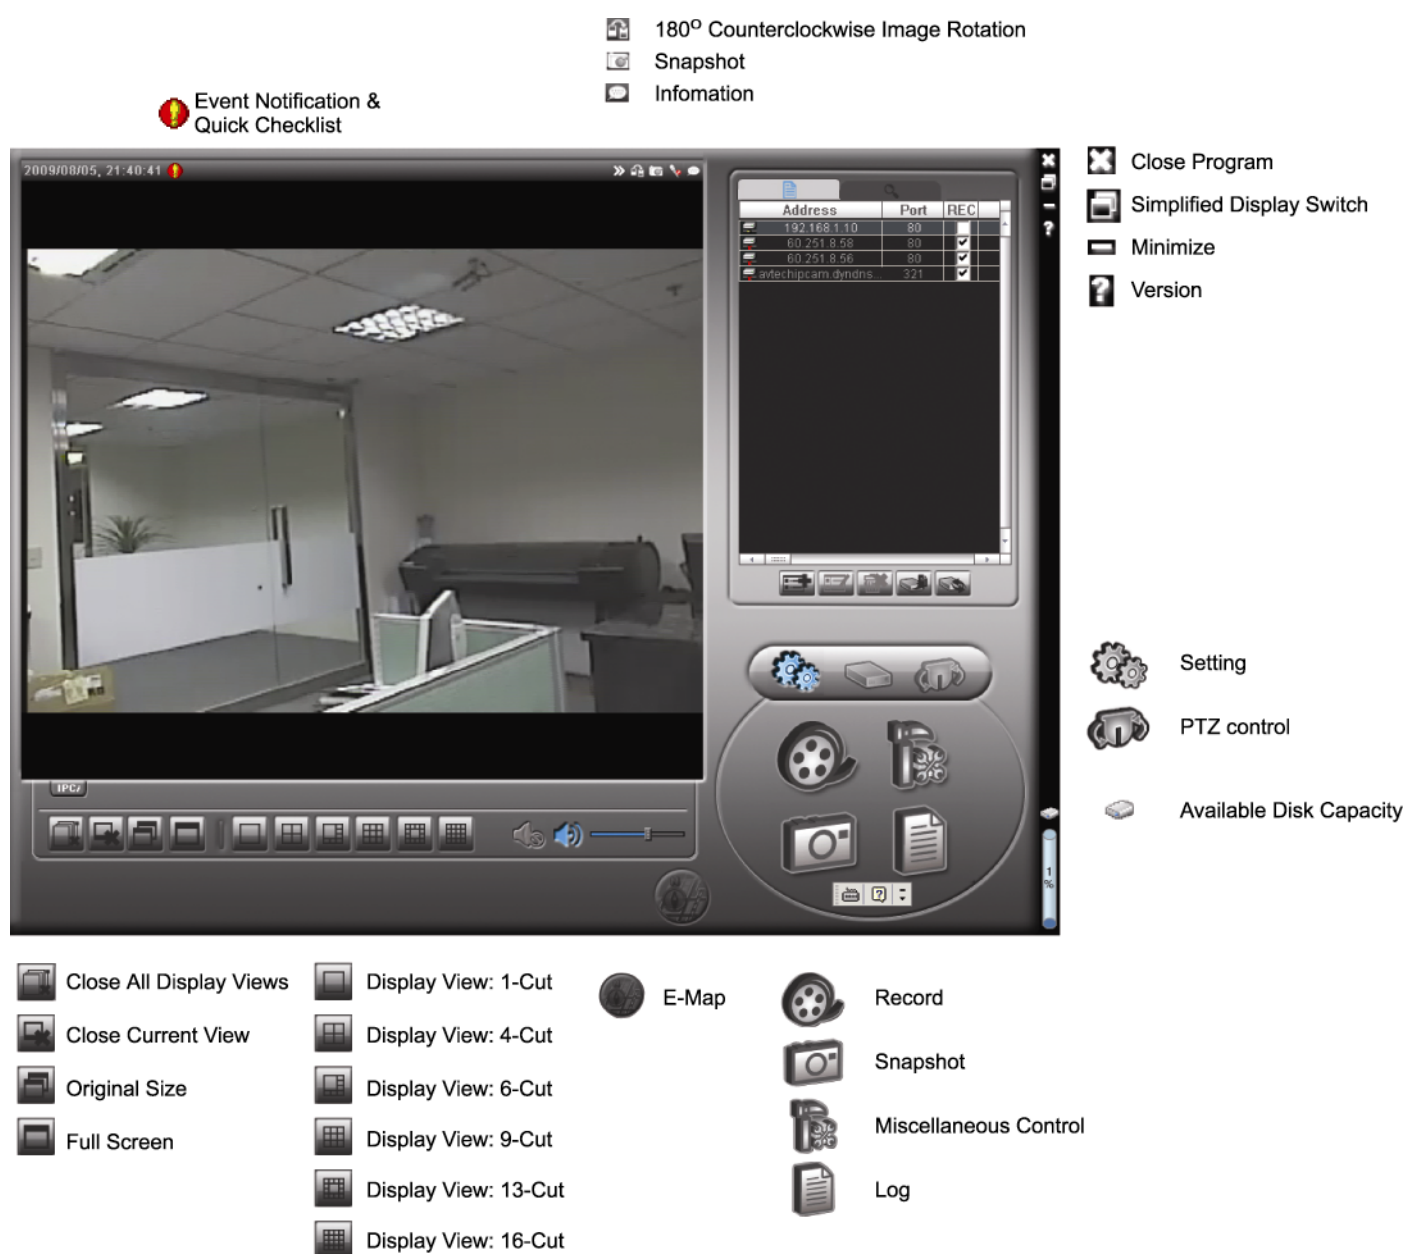 180° Counterclockwise Image Rotation
Snapshot
Infomation
Event Notification &
Quick Checklist
2009/08/05, 21:40:41
Address Port REC
192.168.1.10 80
60.251.8.58 80
60.251.8.56 80
avtechipcam.dyndns... 321
Close Program
Simplified Display Switch
Minimize
Version
Setting
PTZ control
Available Disk Capacity
1
%
Close All Display Views
Close Current View
Original Size
Full Screen
Display View: 1-Cut
Display View: 4-Cut
Display View: 6-Cut
Display View: 9-Cut
Display View: 13-Cut
Display View: 16-Cut
E-Map
Record
Snapshot
Miscellaneous Control
Log